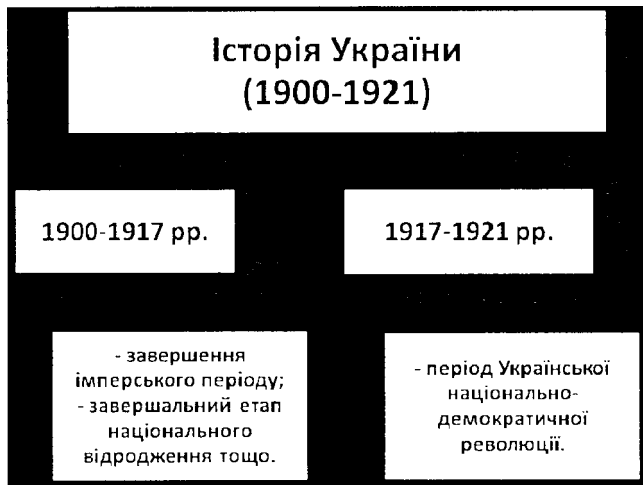 Історія України
(1900-1921)
1900-1917 рр.
1917-1921 рр.
- завершення
імперського періоду;
- завершальний етап
національного
відродження тощо.
- період Української
національно-
демократичної
революції.